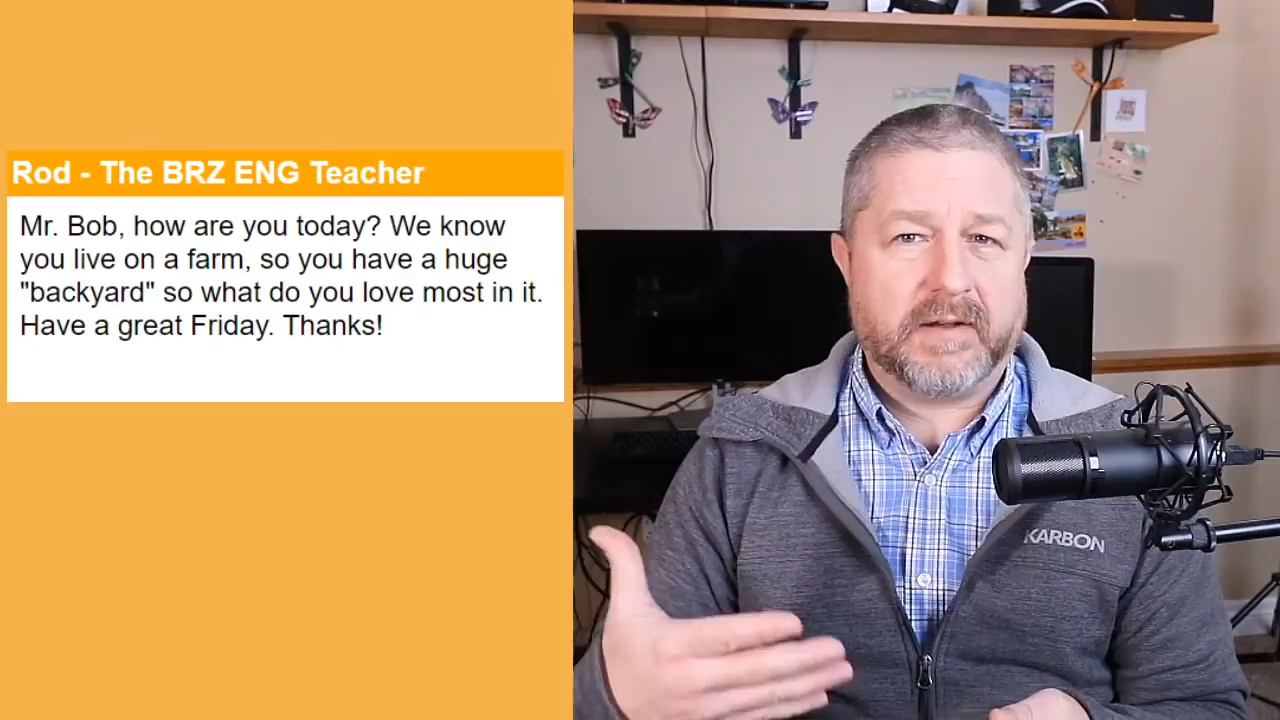 Rod - The BRZ ENG Teacher
Mr. Bob, how are you today? We know
you live on a farm, so you have a huge
"backyard" so what do you love most in it.
Have a great Friday. Thanks!
KARBON